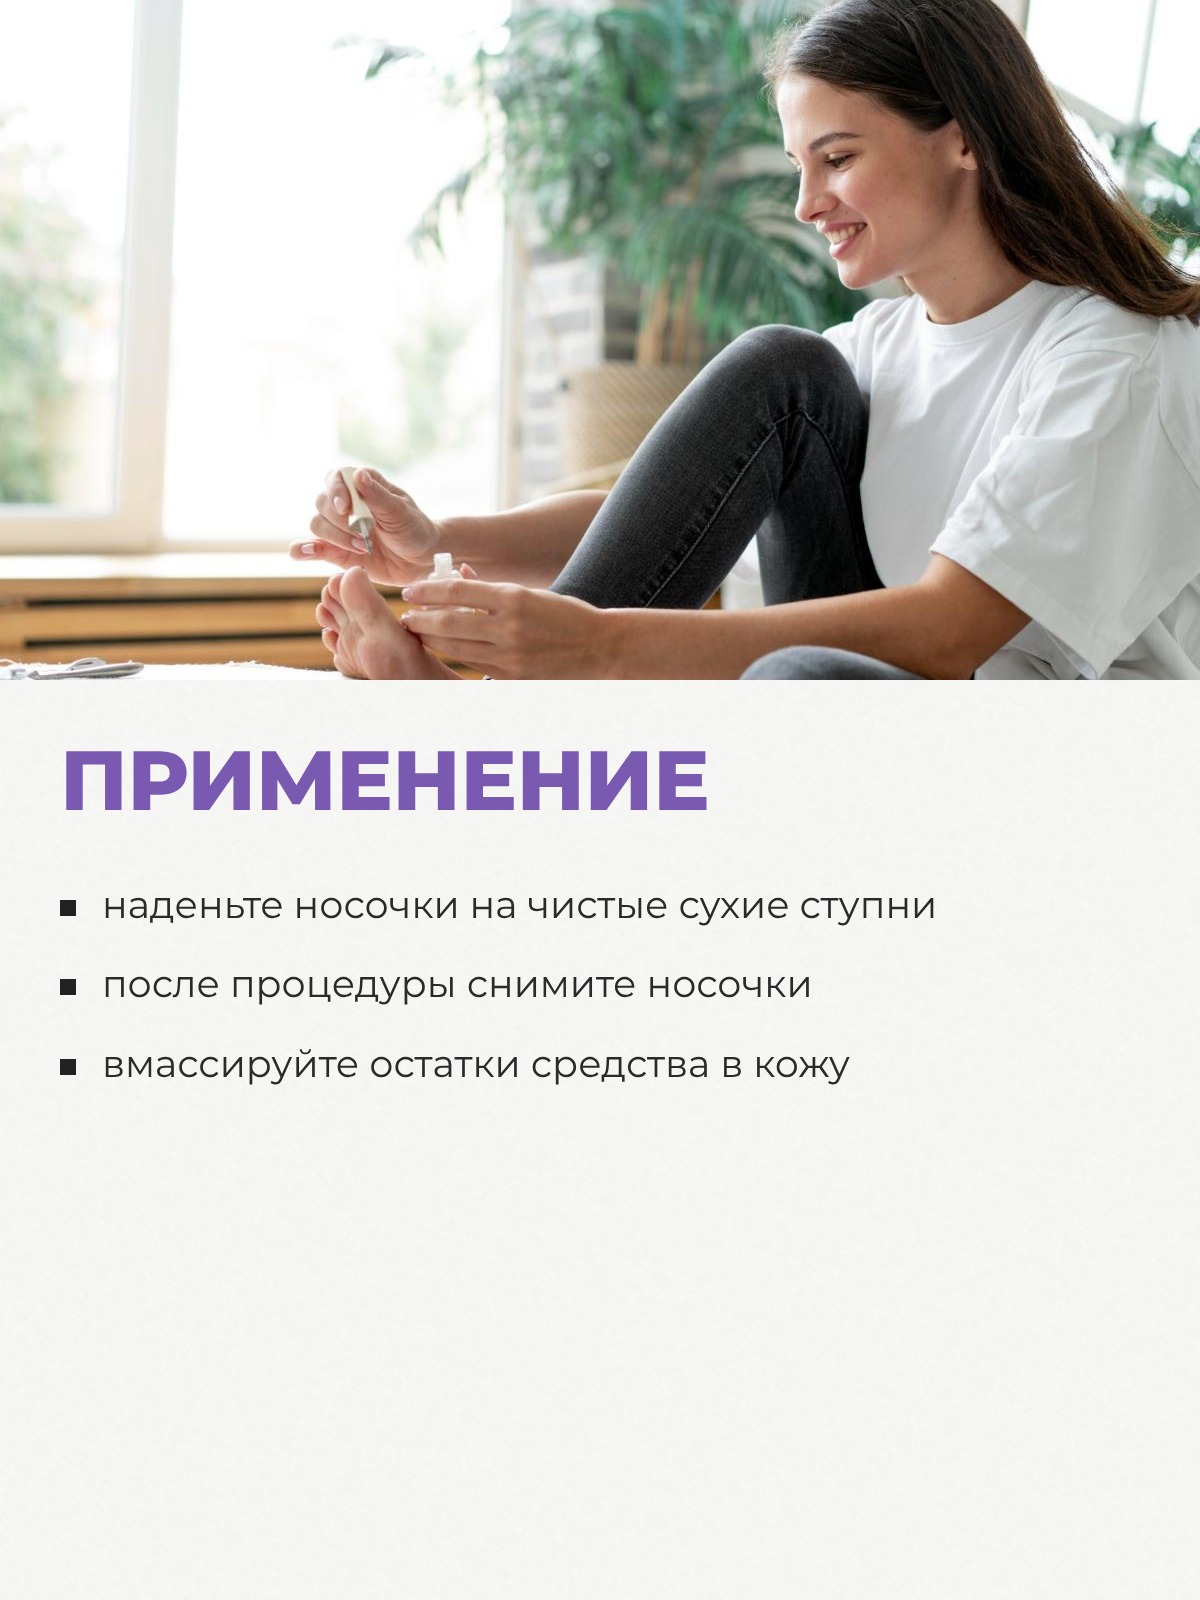 ПРИМЕНЕНИЕ
наденьте носочки на чистые сухие ступни
после процедуры снимите носочки
вмассируйте остатки средства в кожу